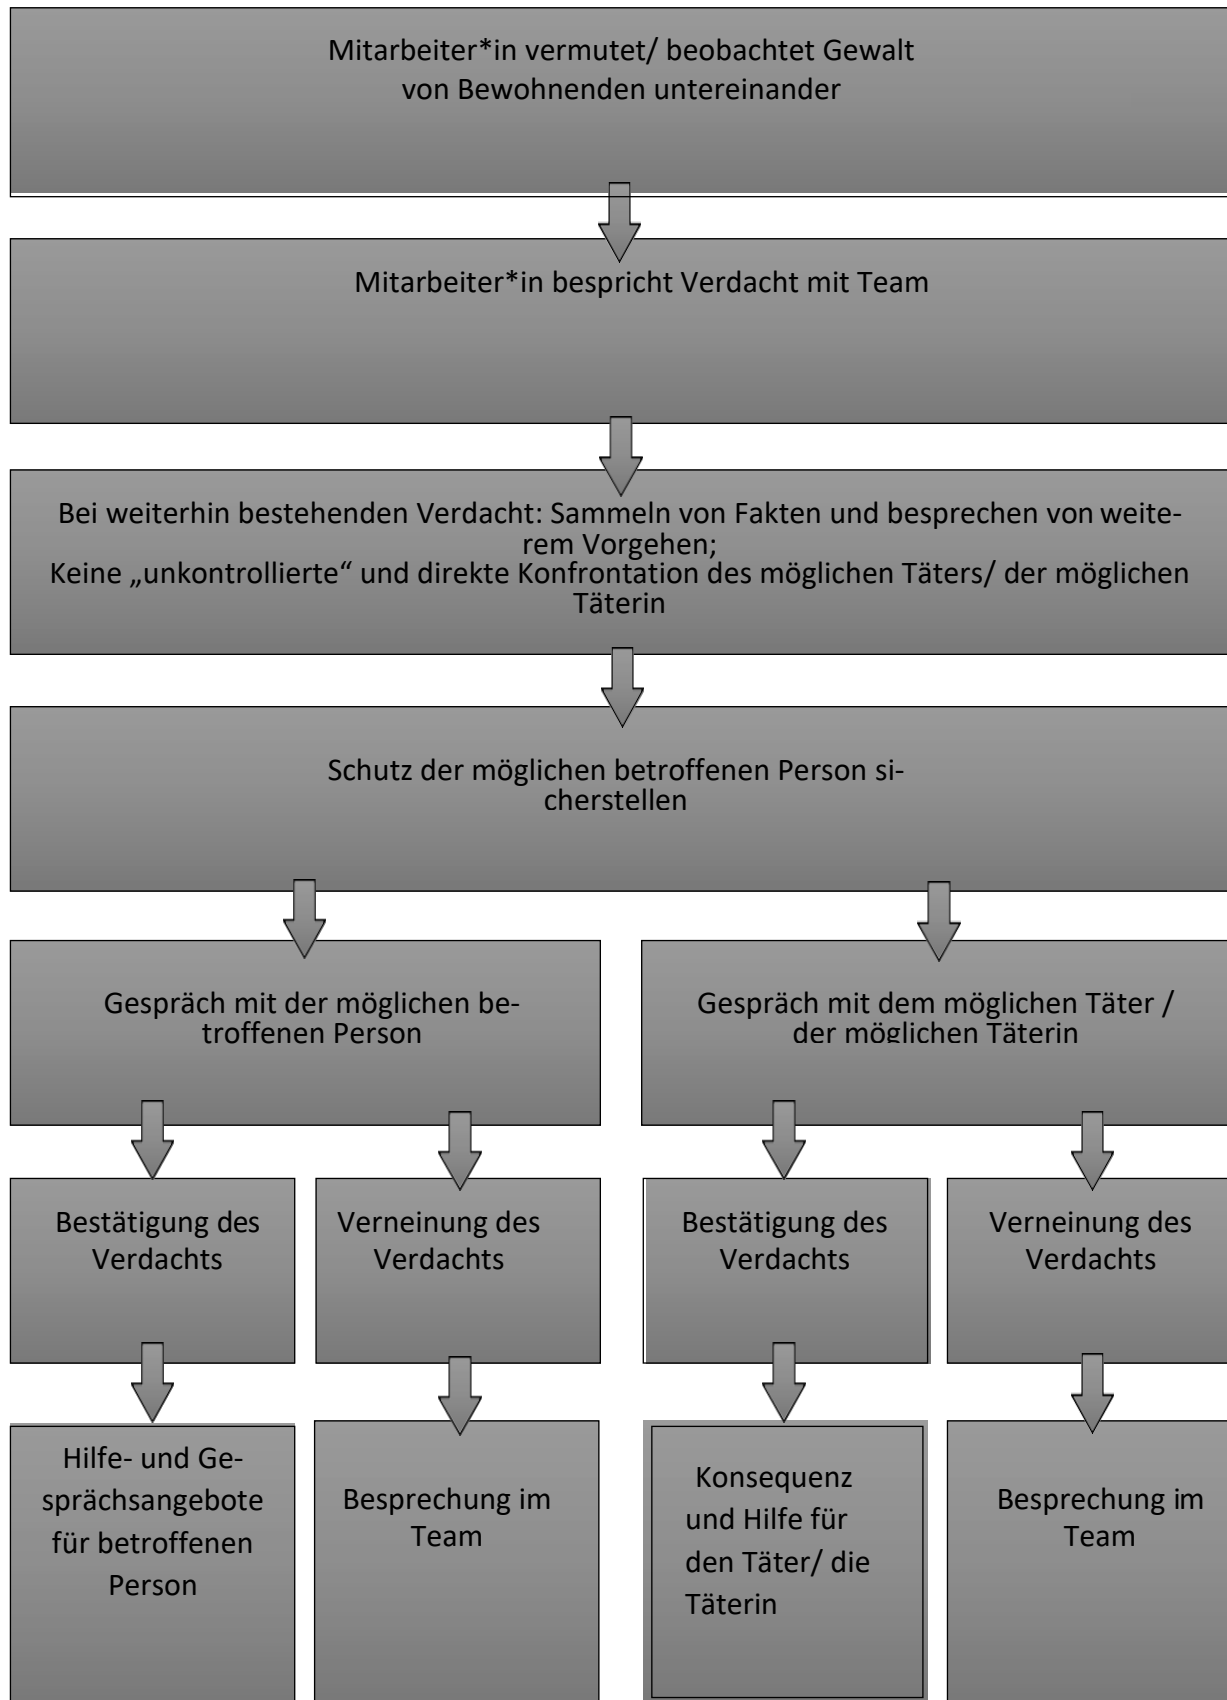 Mitarbeiter*in vermutet/ beobachtet Gewalt
von Bewohnenden untereinander
Mitarbeiter*in bespricht Verdacht mit Team
Bei weiterhin bestehenden Verdacht: Sammeln von Fakten und besprechen von weite-
rem Vorgehen;
Keine „unkontrollierte“ und direkte Konfrontation des möglichen Täters/ der möglichen
Täterin
Schutz der möglichen betroffenen Person si-
cherstellen
Gespräch mit der möglichen be-
troffenen Person
Gespräch mit dem möglichen Täter /
der möglichen Täterin
Bestätigung des
Verdachts
Verneinung des
Verdachts
Bestätigung des
Verdachts
Verneinung des
Verdachts
Hilfe- und Ge-
sprächsangebote
für betroffenen
Person
Besprechung im
Team
Konsequenz
und Hilfe für
den Täter/ die
Täterin
Besprechung im
Team